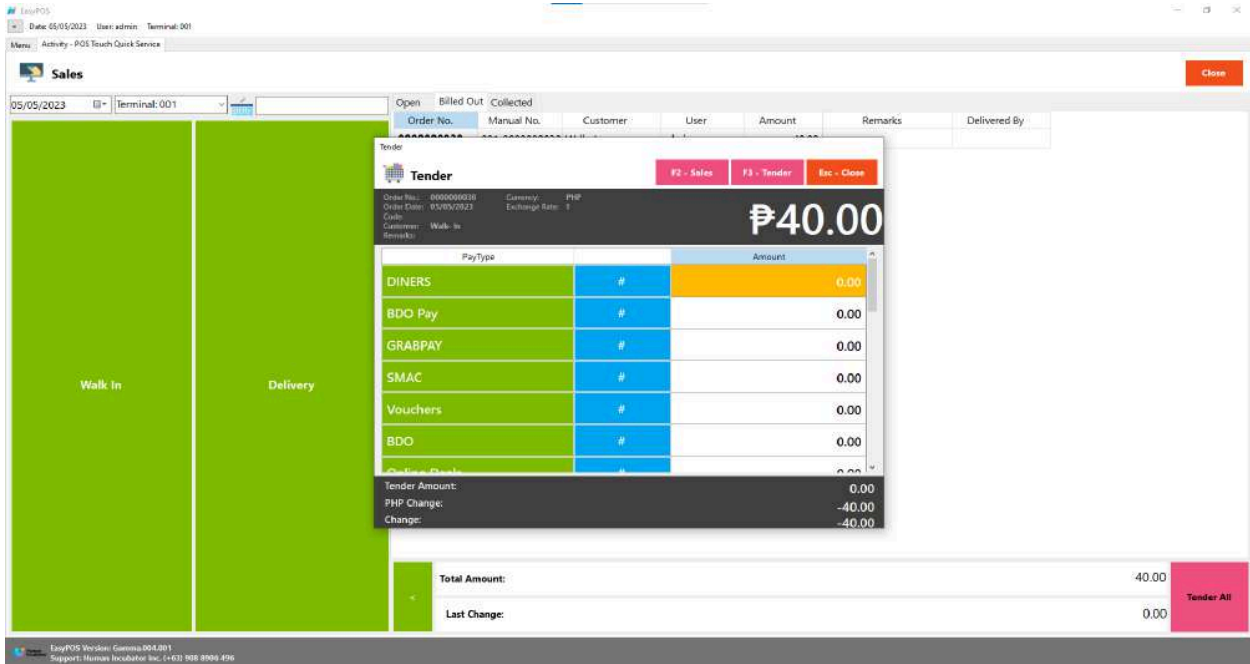 EasyPOS
Date: 05/05/2023 User: admin Terminal: 001
Menu Activity - POS Touch Quick Service
Sales
Close
05/05/2023 Terminal: 001
Open Billed Out Collected
Order No. Manual No. Customer User Amount Remarks Delivered By
Tender
Tender
F2 - Sales F3 - Tender Esc - Close
Order No.: 0000000030 Currency: PHP
Order Date: 05/05/2023 Exchange Rate: 1
Code:
Customer: Walk- In
Remarks:
₱40.00
PayType Amount
DINERS # 0.00
BDO Pay # 0.00
GRABPAY # 0.00
SMAC # 0.00
Vouchers # 0.00
BDO # 0.00
Online Deals # 0.00
Tender Amount: 0.00
PHP Change: -40.00
Change: -40.00
Walk In
Delivery
<
Total Amount: 40.00
Last Change: 0.00
Tender All
EasyPOS Version: Gamma.004.001
Support: Human Incubator Inc. (+63) 908 8906 496